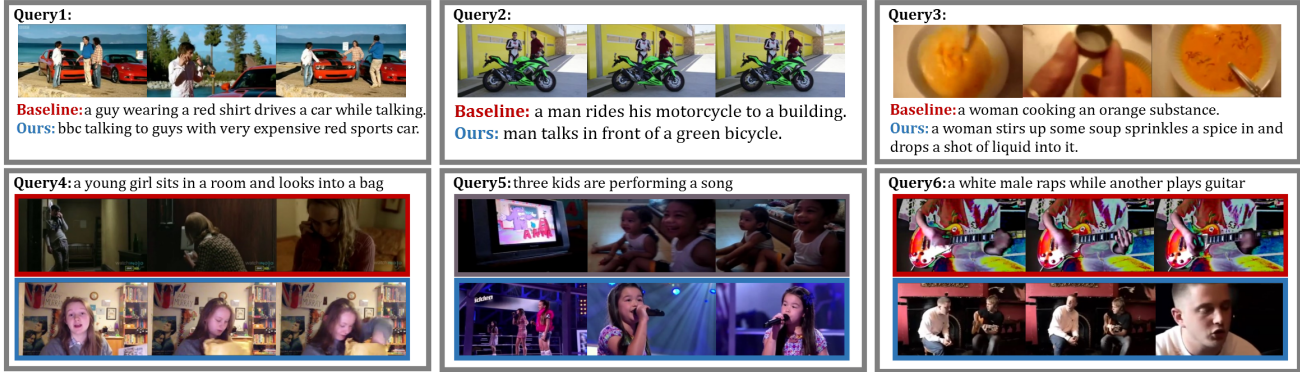 Query1:
Baseline: a guy wearing a red shirt drives a car while talking.
Ours: bbc talking to guys with very expensive red sports car.
Query2:
Baseline: a man rides his motorcycle to a building.
Ours: man talks in front of a green bicycle.
Query3:
Baseline: a woman cooking an orange substance.
Ours: a woman stirs up some soup sprinkles a spice in and
drops a shot of liquid into it.
Query4: a young girl sits in a room and looks into a bag
Query5: three kids are performing a song
Query6: a white male raps while another plays guitar